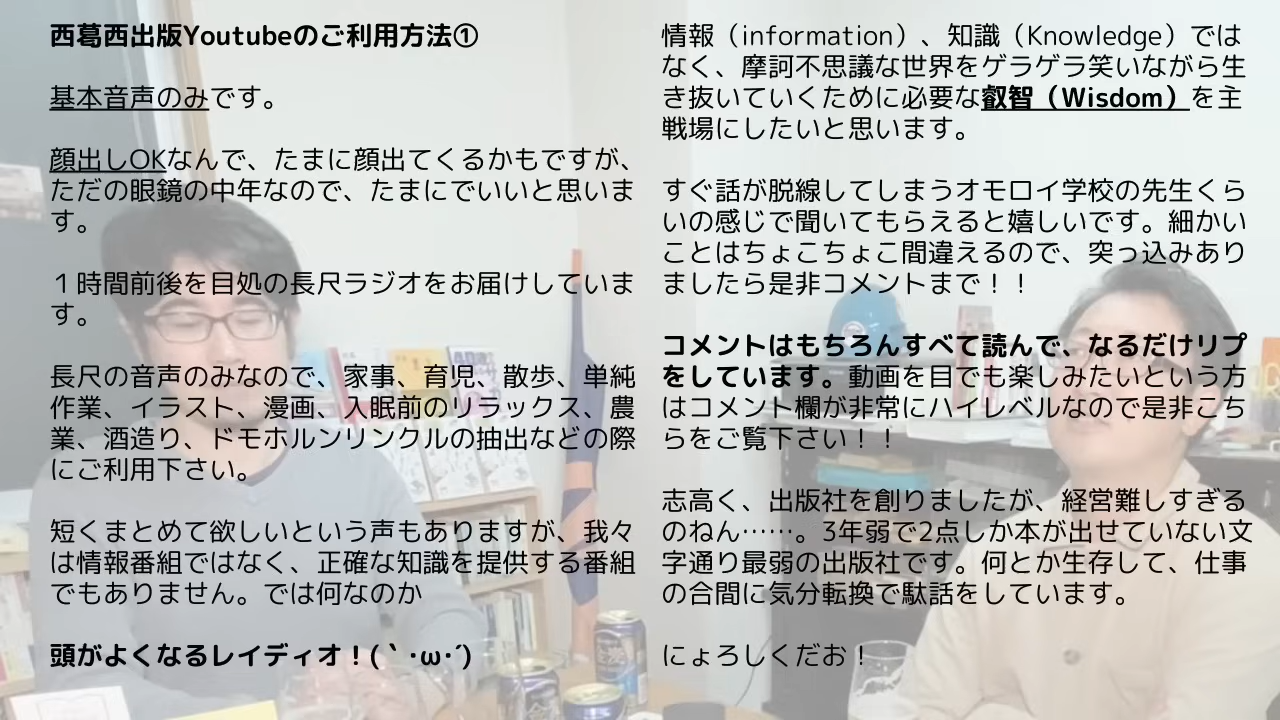 西葛西出版Youtubeのご利用方法①
基本音声のみです。
顔出しOKなんで、たまに顔出てくるかもですが、
ただの眼鏡の中年なので、たまにでいいと思いま
す。
１時間前後を目処の長尺ラジオをお届けしていま
す。
長尺の音声のみなので、家事、育児、散歩、単純
作業、イラスト、漫画、入眠前のリラックス、農
業、酒造り、ドモホルンリンクルの抽出などの際
にご利用下さい。
短くまとめて欲しいという声もありますが、我々
は情報番組ではなく、正確な知識を提供する番組
でもありません。では何なのか
頭がよくなるレイディオ！(｀･ω･´)
情報（information）、知識（Knowledge）では
なく、摩訶不思議な世界をゲラゲラ笑いながら生
き抜いていくために必要な叡智（Wisdom）を主
戦場にしたいと思います。
すぐ話が脱線してしまうオモロイ学校の先生くら
いの感じで聞いてもらえると嬉しいです。細かい
ことはちょこちょこ間違えるので、突っ込みあり
ましたら是非コメントまで！！
コメントはもちろんすべて読んで、なるだけリプ
をしています。動画を目でも楽しみたいという方
はコメント欄が非常にハイレベルなので是非こち
らをご覧下さい！！
志高く、出版社を創りましたが、経営難しすぎる
のねん……。3年弱で2点しか本が出せていない文
字通り最弱の出版社です。何とか生存して、仕事
の合間に気分転換で駄話をしています。
にょろしくだお！